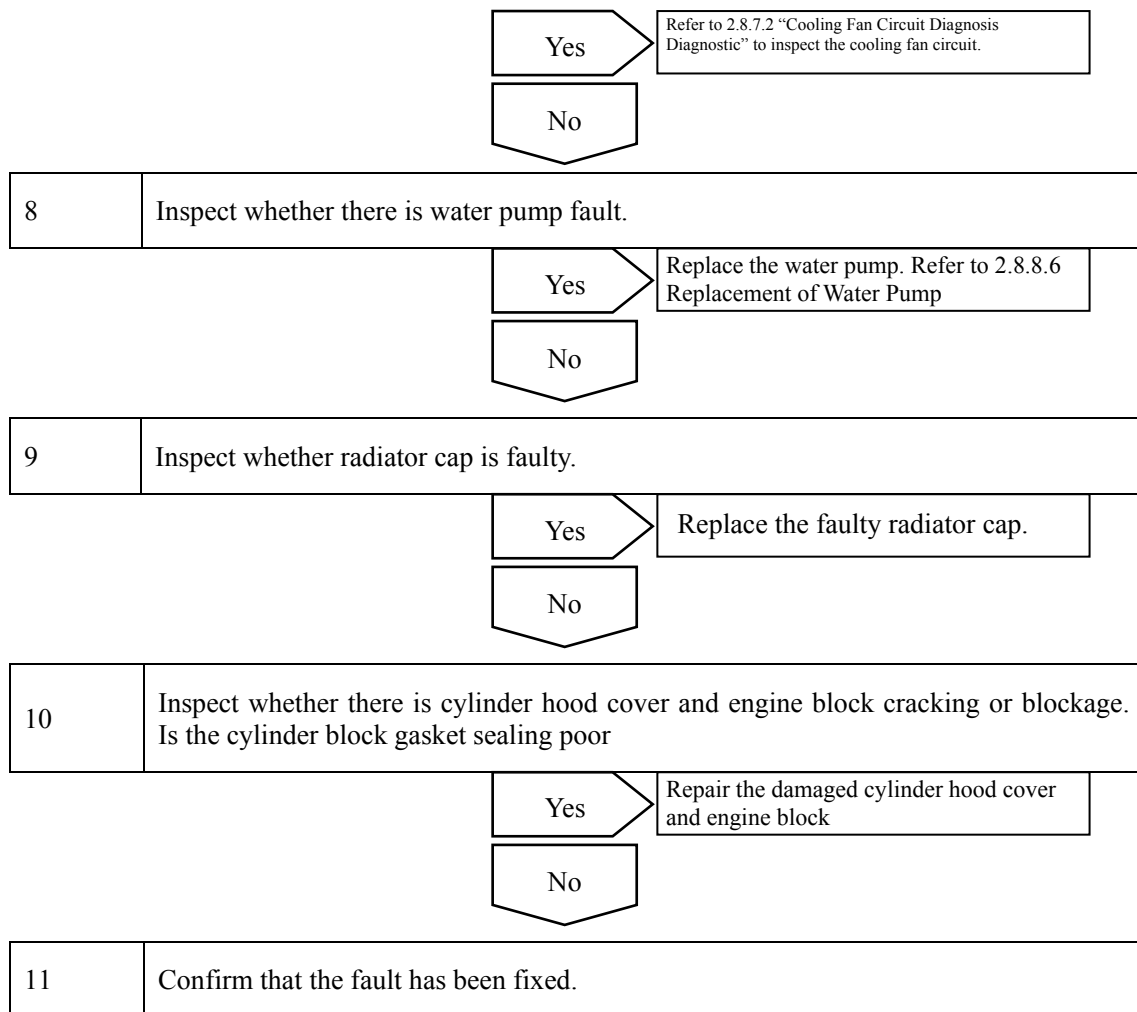 Yes
Refer to 2.8.7.2 “Cooling Fan Circuit Diagnosis
Diagnostic” to inspect the cooling fan circuit.
No
8 Inspect whether there is water pump fault.
Yes
Replace the water pump. Refer to 2.8.8.6
Replacement of Water Pump
No
9 Inspect whether radiator cap is faulty.
Yes
Replace the faulty radiator cap.
No
10
Inspect whether there is cylinder hood cover and engine block cracking or blockage.
Is the cylinder block gasket sealing poor
Yes
Repair the damaged cylinder hood cover
and engine block
No
11 Confirm that the fault has been fixed.